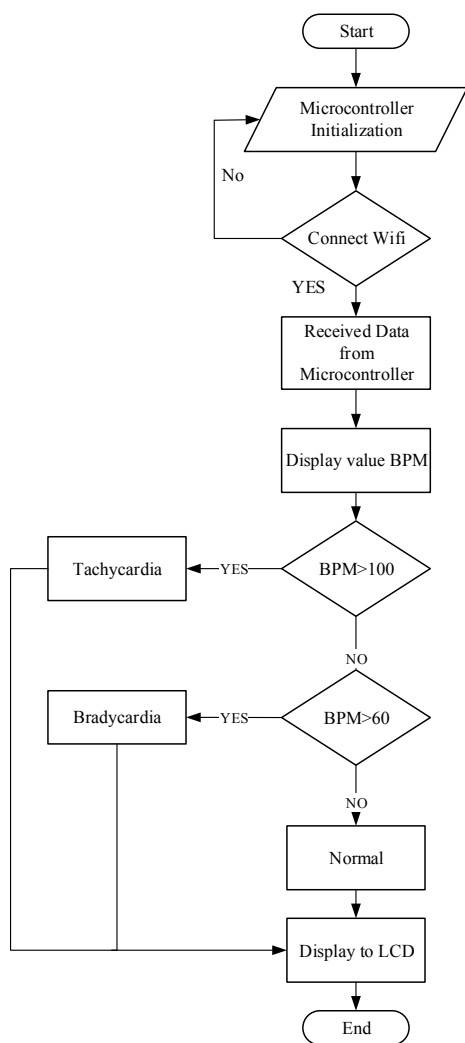 Start
Microcontroller
Initialization
No
Connect Wifi
YES
Received Data
from
Microcontroller
Display value BPM
Tachycardia
YES
BPM>100
NO
Bradycardia
YES
BPM>60
NO
Normal
Display to LCD
End